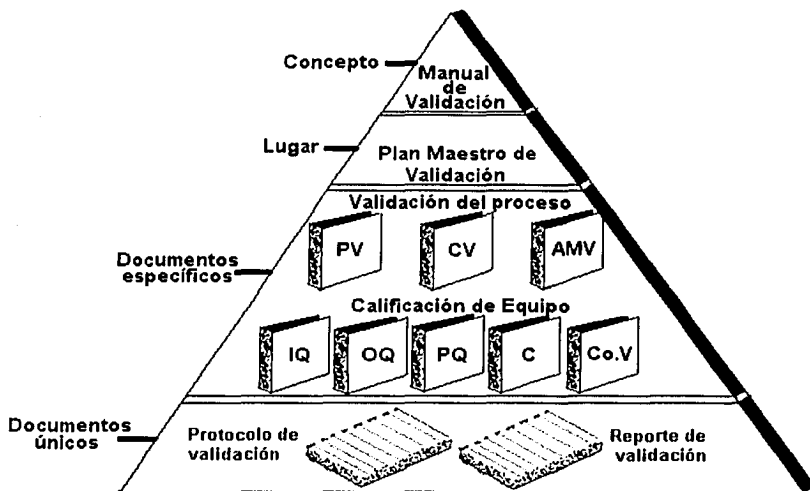 Concepto
Manual
de
Validación
Lugar
Plan Maestro de
Validación
Validación del proceso
PV
CV
AMV
Documentos
específicos
Calificación de Equipo
IQ
OQ
PQ
C
Co.V
Documentos
únicos
Protocolo de
validación
Reporte de
validación